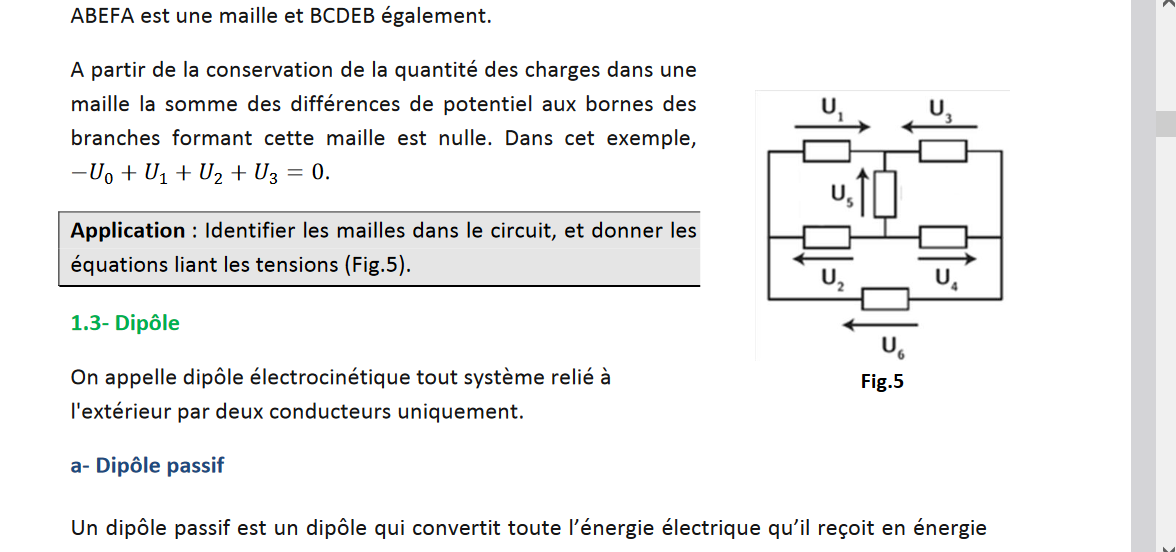 ABEFA est une maille et BCDEB également.
A partir de la conservation de la quantité des charges dans une
maille la somme des différences de potentiel aux bornes des
branches formant cette maille est nulle. Dans cet exemple,
−U₀ + U₁ + U₂ + U₃ = 0.
Application : Identifier les mailles dans le circuit, et donner les
équations liant les tensions (Fig.5).
U₁ U₃
U₅
U₂ U₄
U₆
Fig.5
1.3- Dipôle
On appelle dipôle électrocinétique tout système relié à
l'extérieur par deux conducteurs uniquement.
a- Dipôle passif
Un dipôle passif est un dipôle qui convertit toute l’énergie électrique qu’il reçoit en énergie